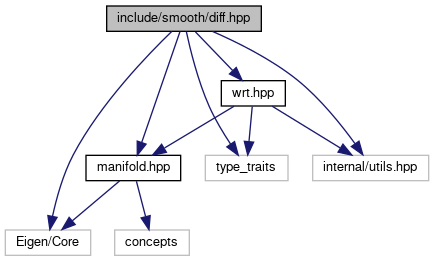 include/smooth/diff.hpp
wrt.hpp
manifold.hpp
type_traits
internal/utils.hpp
Eigen/Core
concepts